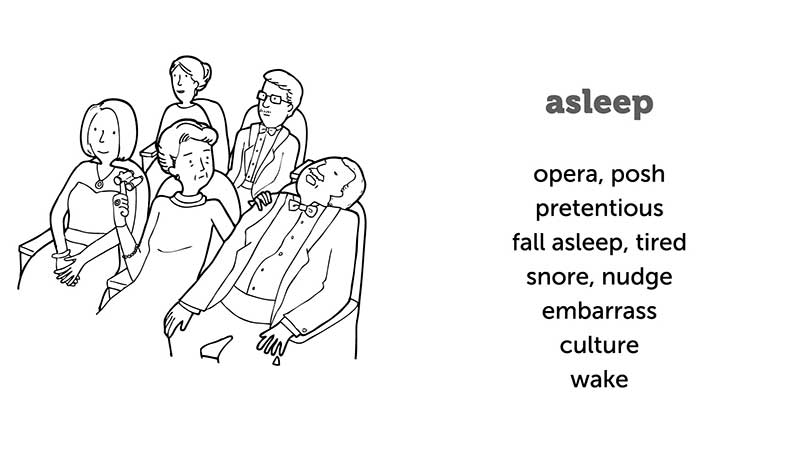 asleep
opera, posh
pretentious
fall asleep, tired
snore, nudge
embarrass
culture
wake